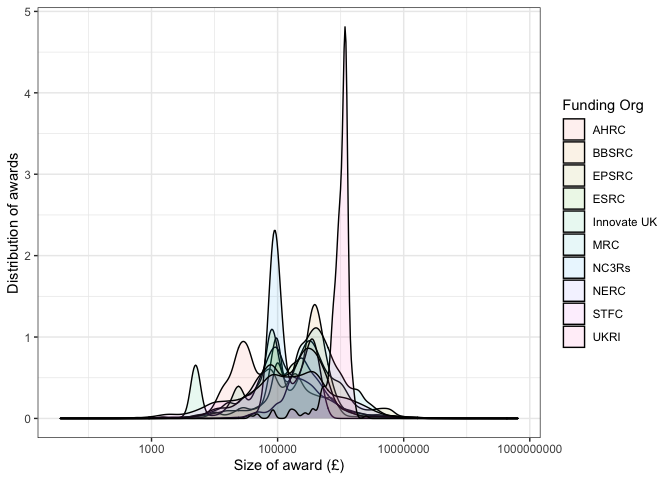 5
4
3
2
1
0
Distribution of awards
1000
100000
10000000
1000000000
Size of award (£)
Funding Org
AHRC
BBSRC
EPSRC
ESRC
Innovate UK
MRC
NC3Rs
NERC
STFC
UKRI